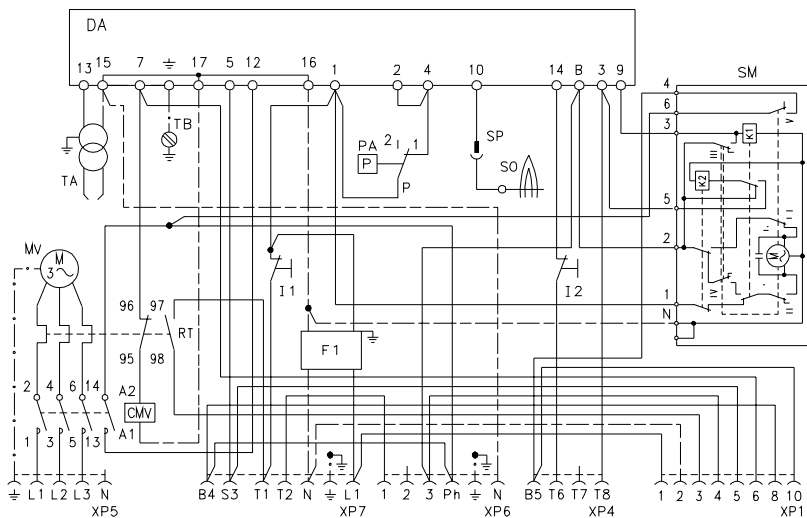 DA
13 15 7 17 5 12 16 1 2 4 10 14 B 3 9
SM
4
6
3
5
2
1
N
V
K1
III
K2
I
M
IV
II
TB
TA
PA
P
2 I 1
P
SP
SO
MV
M
3
I1
I2
96 97
RT
95 98
F1
2 4 6 14
A2
CMV
A1
1 3 5 13
L1 L2 L3 N
XP5
B4 S3 T1 T2 N L1 1 2 3 Ph N B5 T6 T7 T8
XP7
XP6
XP4
1 2 3 4 5 6 8 10
XP1